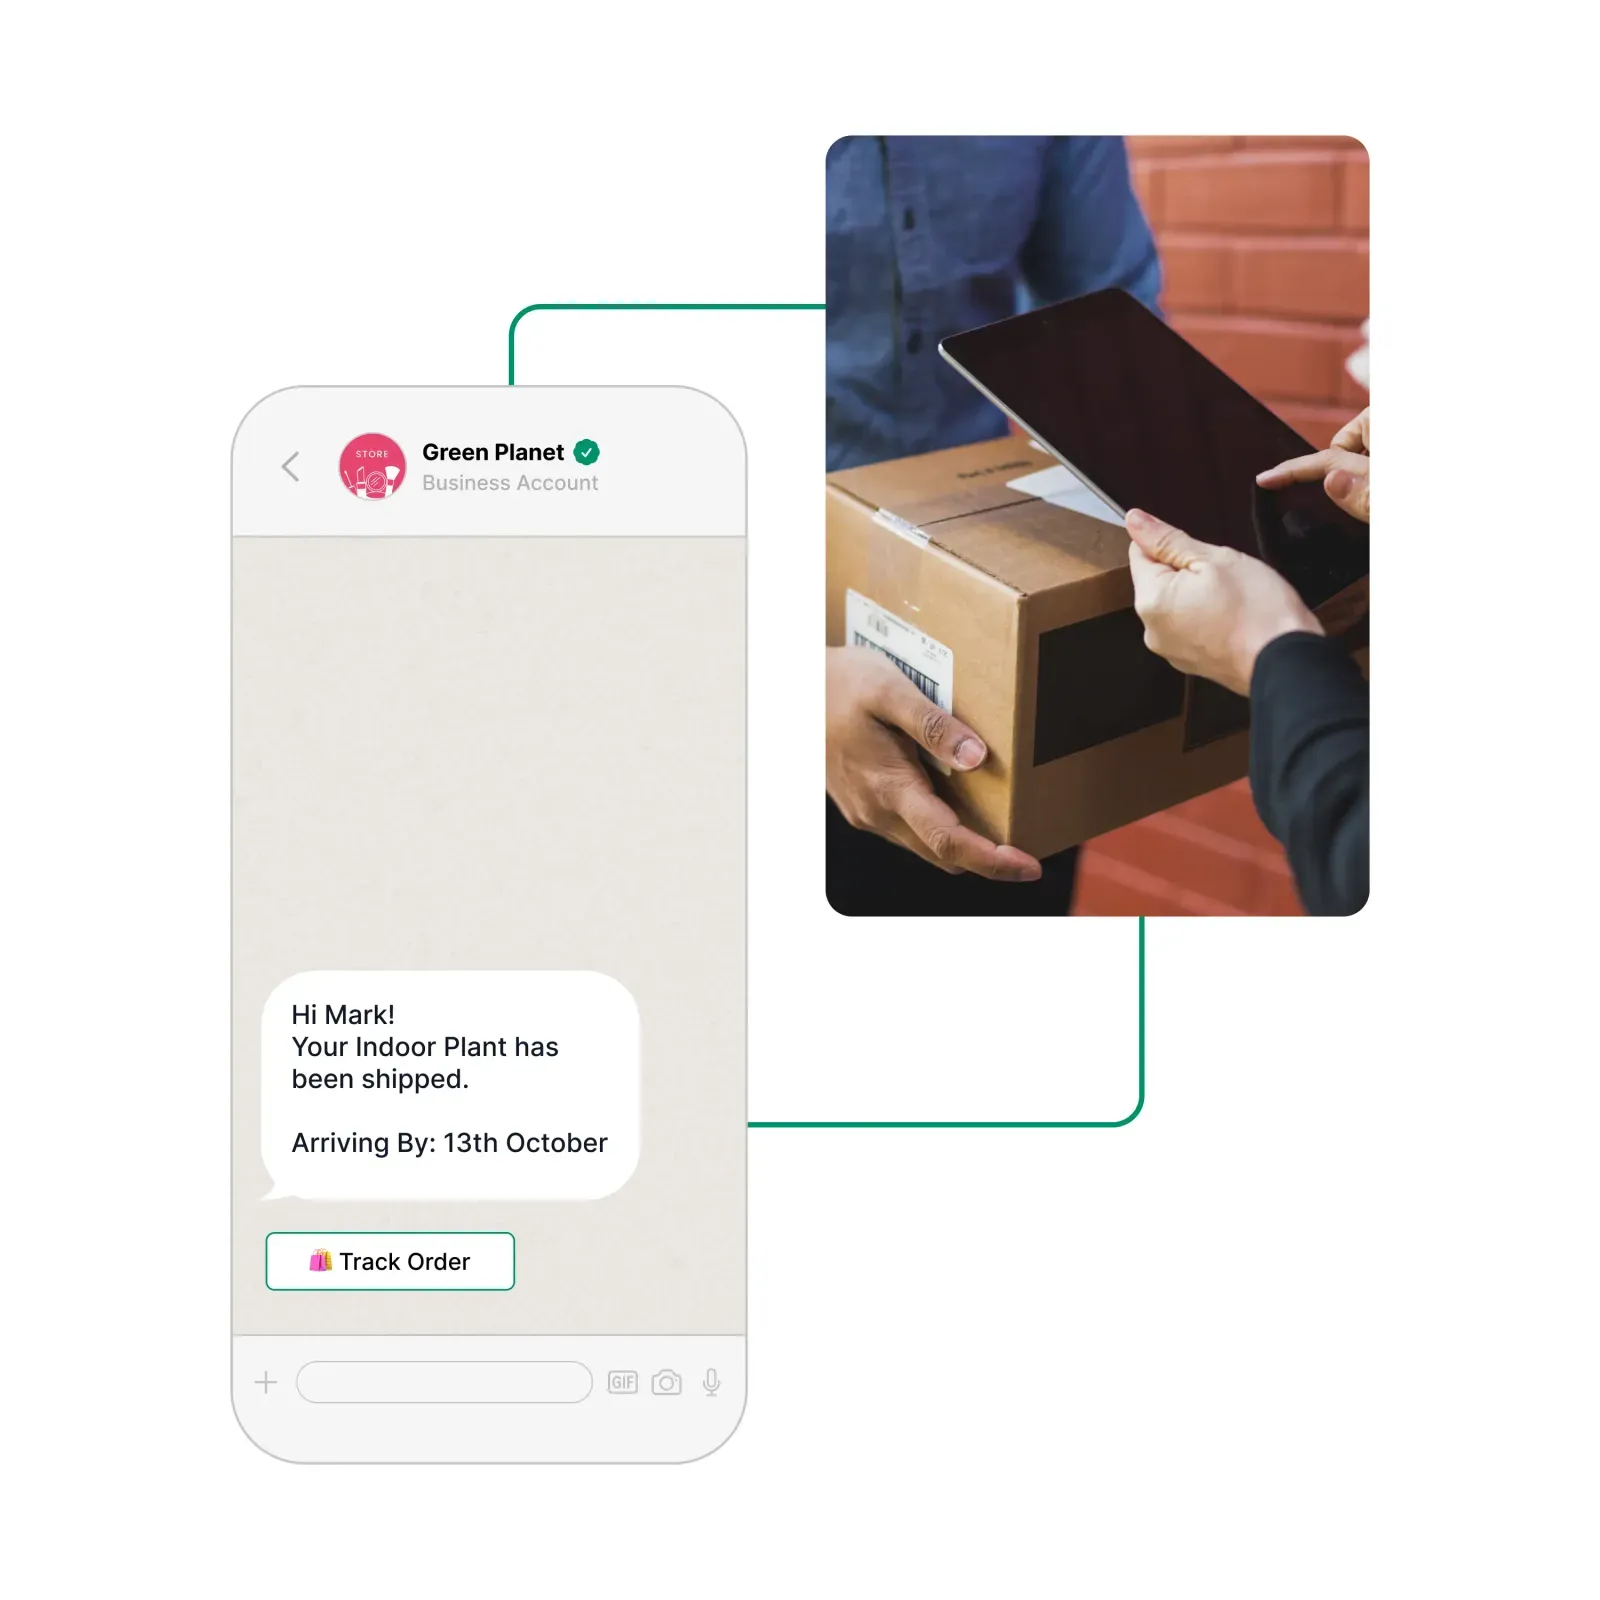 STORE
Green Planet
Business Account
Hi Mark!
Your Indoor Plant has
been shipped.
Arriving By: 13th October
🛍️ Track Order
GIF